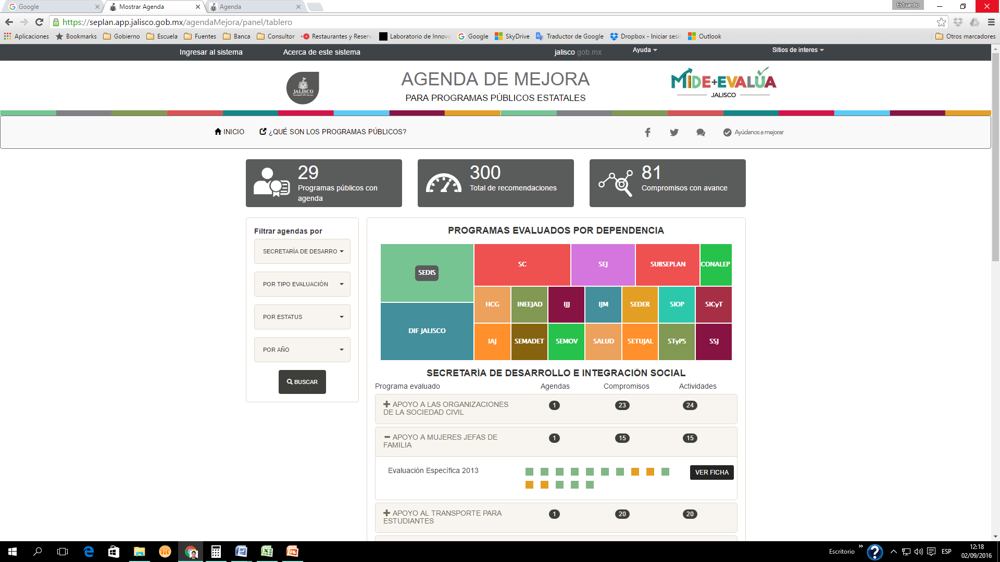 Google
Mostrar Agenda
Agenda
Estuardo
https://seplan.app.jalisco.gob.mx/agendaMejora/panel/tablero
Aplicaciones
Bookmarks
Gobierno
Escuela
Fuentes
Banca
Consultor
Restaurantes y Reserv
Laboratorio de Innova
Google
SkyDrive
Traductor de Google
Dropbox - Iniciar sesió
Outlook
Otros marcadores
Ingresar al sistema
Acerca de este sistema
jalisco gob.mx
Ayuda
Sitios de interes
JALISCO
AGENDA DE MEJORA
PARA PROGRAMAS PÚBLICOS ESTATALES
MIDE+EVALÚA
JALISCO
INICIO
¿QUÉ SON LOS PROGRAMAS PÚBLICOS?
Ayúdanos a mejorar
29
Programas públicos con
agenda
300
Total de recomendaciones
81
Compromisos con avance
Filtrar agendas por
SECRETARÍA DE DESARRO
POR TIPO EVALUACIÓN
POR ESTATUS
POR AÑO
BUSCAR
PROGRAMAS EVALUADOS POR DEPENDENCIA
SEDIS
SC
SEJ
SUBSEPLAN
CONALEP
HCG
INEEJAD
IJJ
IJM
SEDER
SIOP
SICyT
DIF JALISCO
IAJ
SEMADET
SEMOV
SALUD
SETUJAL
STyPS
SSJ
SECRETARÍA DE DESARROLLO E INTEGRACIÓN SOCIAL
Programa evaluado
Agendas
Compromisos
Actividades
APOYO A LAS ORGANIZACIONES
DE LA SOCIEDAD CIVIL
1
23
24
APOYO A MUJERES JEFAS DE
FAMILIA
1
15
15
Evaluación Específica 2013
VER FICHA
APOYO AL TRANSPORTE PARA
ESTUDIANTES
1
20
20
Escritorio
ESP
12:18
02/09/2016